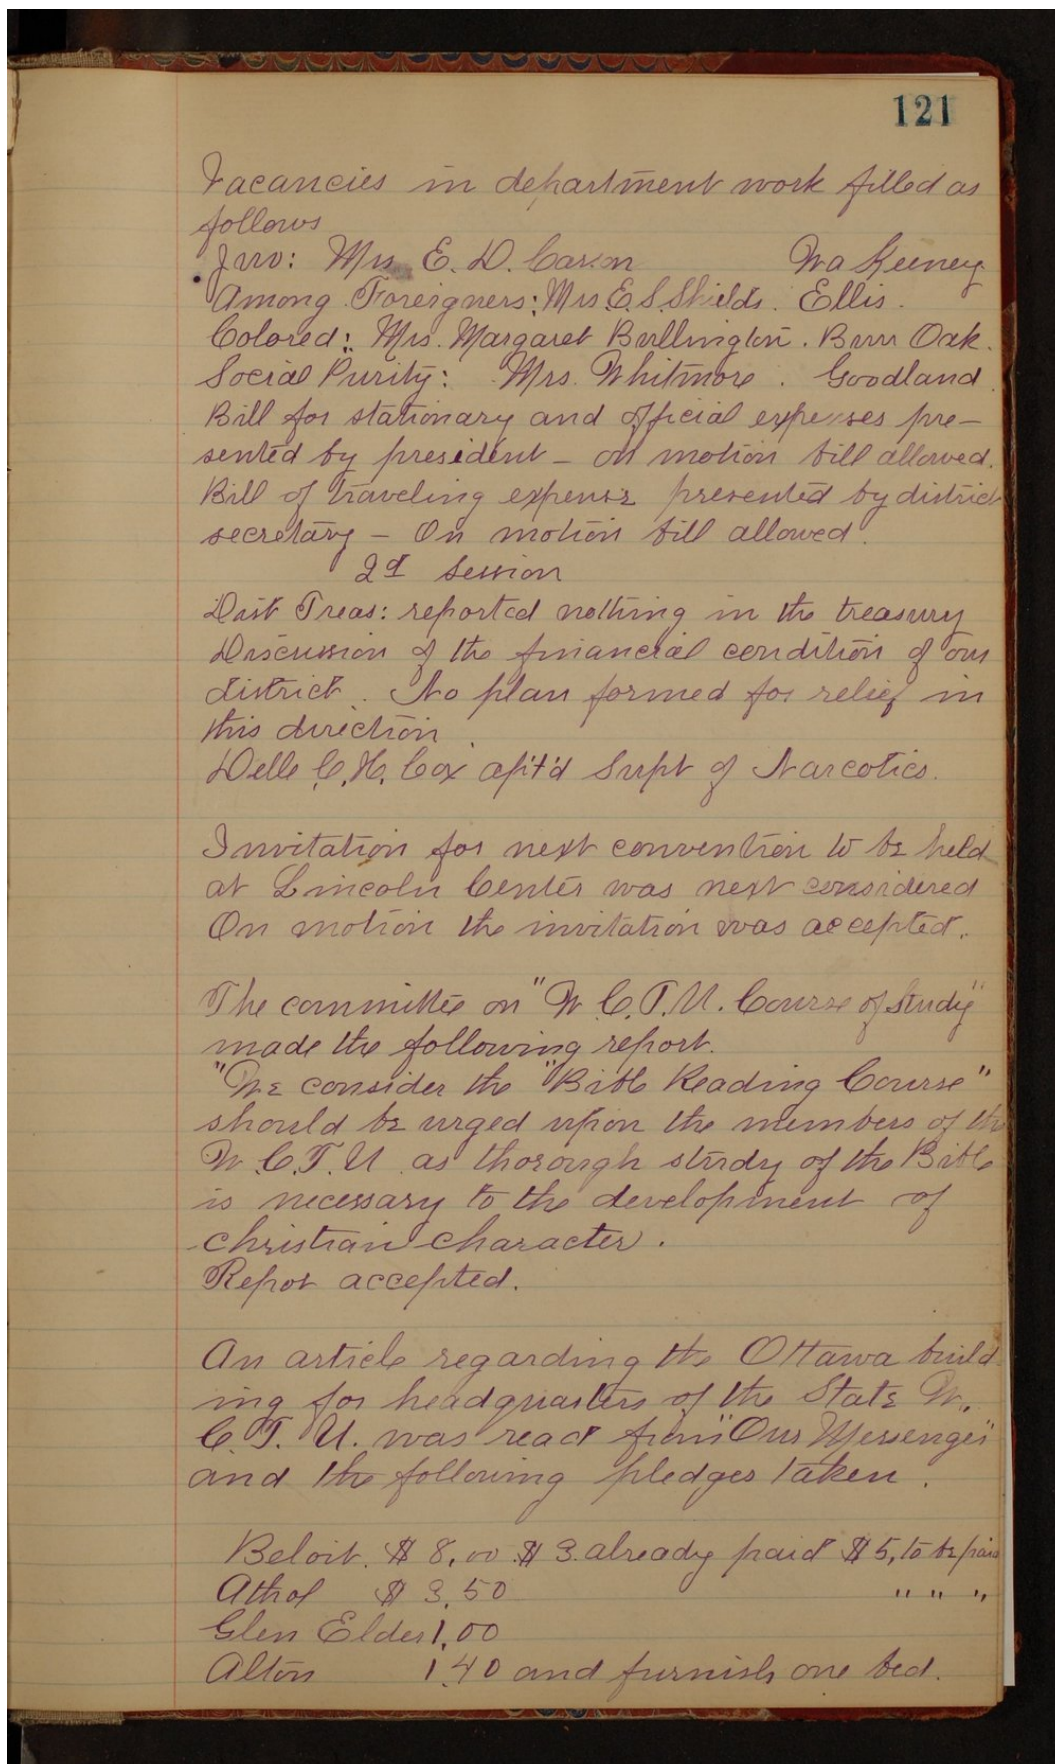 121
Vacancies in department work filled as
follows
Juv: Mrs E. D. Carson Wa Keeney
Among Foreigners: Mrs. E. S. Shields. Ellis.
Colored: Mrs. Margaret Bullington. Burr Oak.
Social Purity: Mrs. Whitmore. Goodland.
Bill for stationary and official expenses pre-
sented by president - on motion bill allowed.
Bill of traveling expense presented by district
secretary - On motion bill allowed.
2d Session
Dist Treas: reported nothing in the treasury
Discussion of the financial condition of our
district. No plan formed for relief in
this direction.
Delle C. H. Cox ap't'd Supt of Narcotics.
Invitation for next convention to be held
at Lincoln Center was next considered
On motion the invitation was accepted.
The committee on "W. C. T. U. Course of Study"
made the following report.
"We consider the "Bible Reading Course"
should be urged upon the members of the
W. C. T. U. as thorough study of the Bible
is necessary to the development of
christian character.
Repor accepted.
An article regarding the Ottawa build-
ing for headquarters of the State W.
C. T. U. was read from "Our Messenger"
and the following pledges taken.
Beloit. $ 8.00 $ 3. already paid $ 5, to be paid
Athol $ 3.50 " " "
Glen Elder 1.00
Alton 1.40 and furnish one bed.